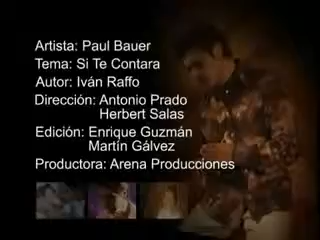 Artista: Paul Bauer
Tema: Si Te Contara
Autor: Iván Raffo
Dirección: Antonio Prado
Herbert Salas
Edición: Enrique Guzmán
Martín Gálvez
Productora: Arena Producciones